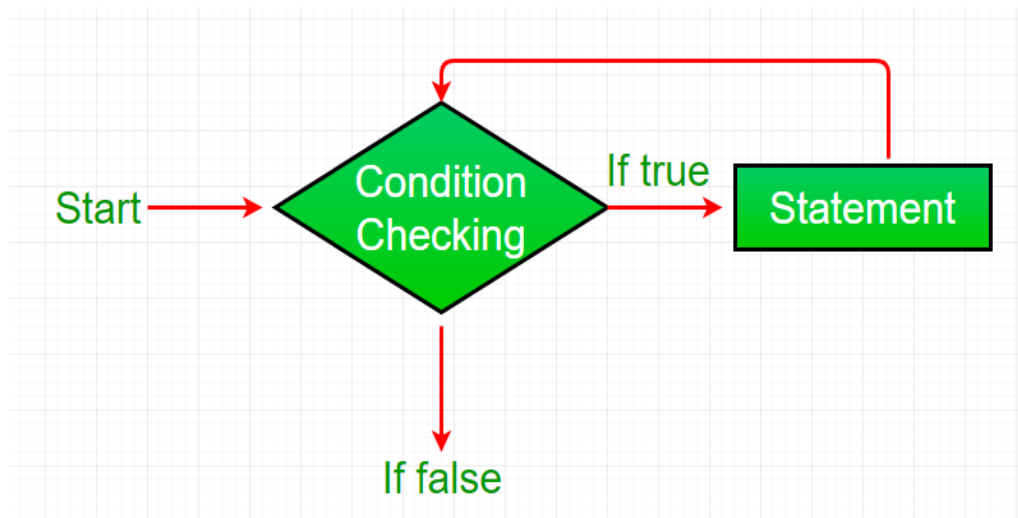 Start
Condition
Checking
If true
Statement
If false